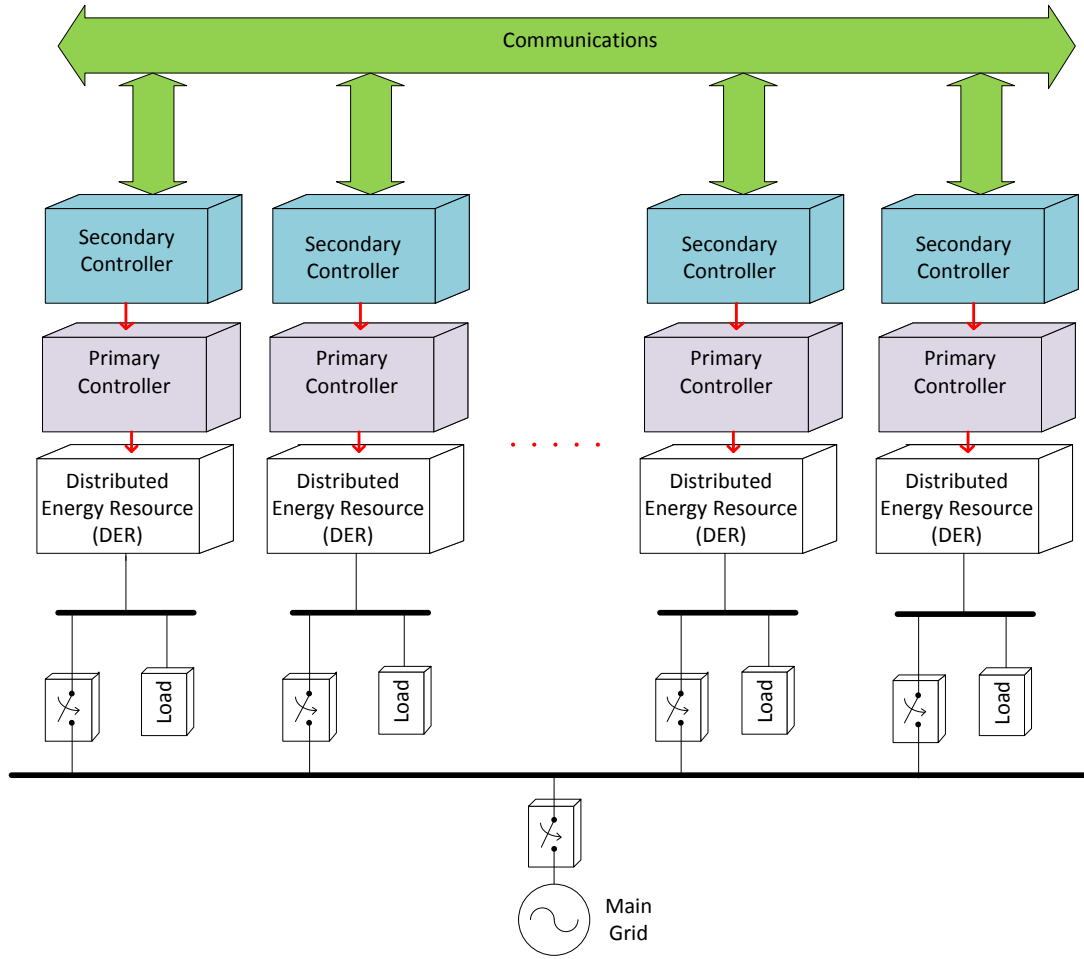 Communications
Secondary
Controller
Secondary
Controller
Secondary
Controller
Secondary
Controller
Primary
Controller
Primary
Controller
Primary
Controller
Primary
Controller
Distributed
Energy Resource
(DER)
Distributed
Energy Resource
(DER)
Distributed
Energy Resource
(DER)
Distributed
Energy Resource
(DER)
Load
Load
Load
Load
Main
Grid